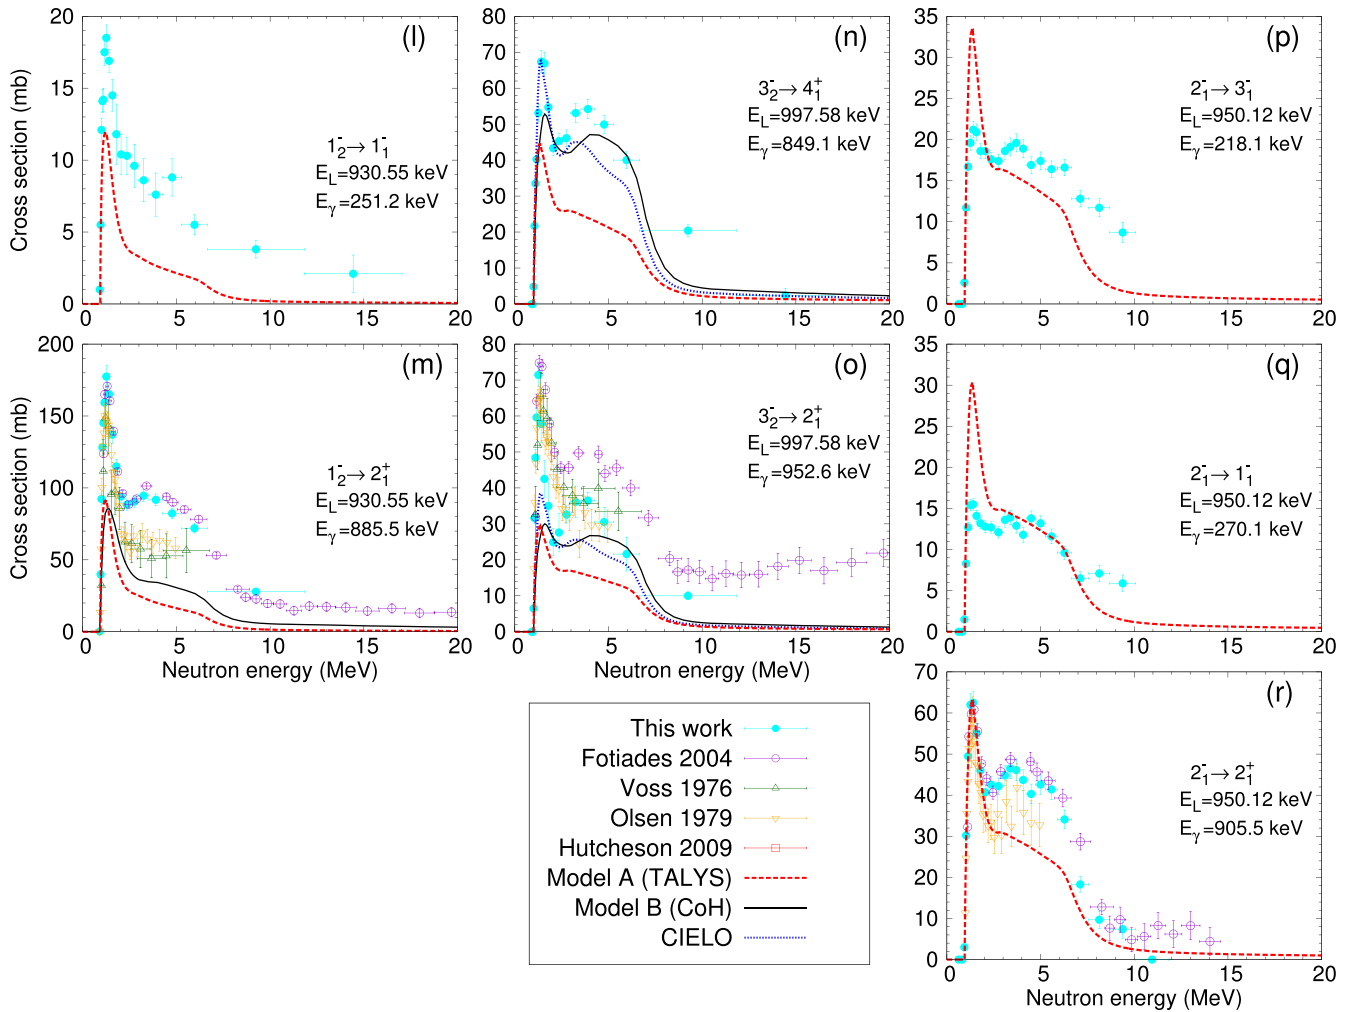 Cross section (mb)
20
15
10
5
0
0 5 10 15 20
(l)
1₂⁻→1₁⁻
E_L=930.55 keV
E_γ=251.2 keV
80
70
60
50
40
30
20
10
0
0 5 10 15 20
(n)
3₂⁻→4₁⁺
E_L=997.58 keV
E_γ=849.1 keV
35
30
25
20
15
10
5
0
0 5 10 15 20
(p)
2₁⁻→3₁⁻
E_L=950.12 keV
E_γ=218.1 keV
Cross section (mb)
200
150
100
50
0
0 5 10 15 20
Neutron energy (MeV)
(m)
1₂⁻→2₁⁺
E_L=930.55 keV
E_γ=885.5 keV
80
70
60
50
40
30
20
10
0
0 5 10 15 20
Neutron energy (MeV)
(o)
3₂⁻→2₁⁺
E_L=997.58 keV
E_γ=952.6 keV
35
30
25
20
15
10
5
0
0 5 10 15 20
(q)
2₁⁻→1₁⁻
E_L=950.12 keV
E_γ=270.1 keV
This work
Fotiades 2004
Voss 1976
Olsen 1979
Hutcheson 2009
Model A (TALYS)
Model B (CoH)
CIELO
70
60
50
40
30
20
10
0
0 5 10 15 20
Neutron energy (MeV)
(r)
2₁⁻→2₁⁺
E_L=950.12 keV
E_γ=905.5 keV